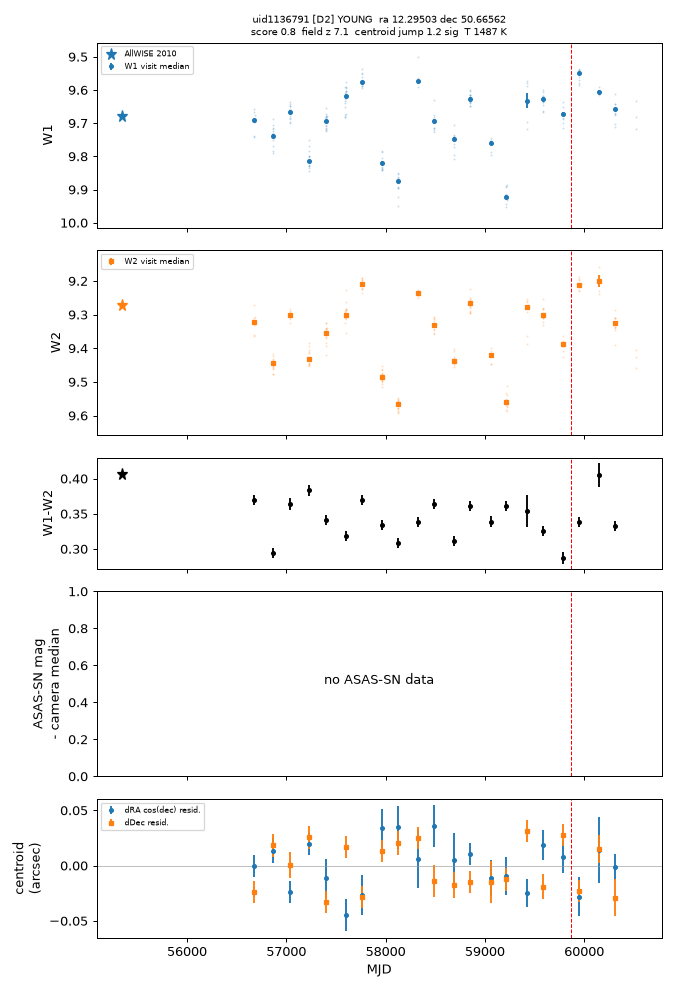 uid1136791 [D2] YOUNG ra 12.29503 dec 50.66562
score 0.8 field z 7.1 centroid jump 1.2 sig T 1487 K
9.5
9.6
9.7
9.8
9.9
10.0
W1
AllWISE 2010
W1 visit median
9.2
9.3
9.4
9.5
9.6
W2
W2 visit median
0.40
0.35
0.30
W1-W2
1.0
0.8
0.6
0.4
0.2
0.0
ASAS-SN mag
- camera median
no ASAS-SN data
0.05
0.00
−0.05
centroid
(arcsec)
dRA cos(dec) resid.
dDec resid.
56000
57000
58000
59000
60000
MJD